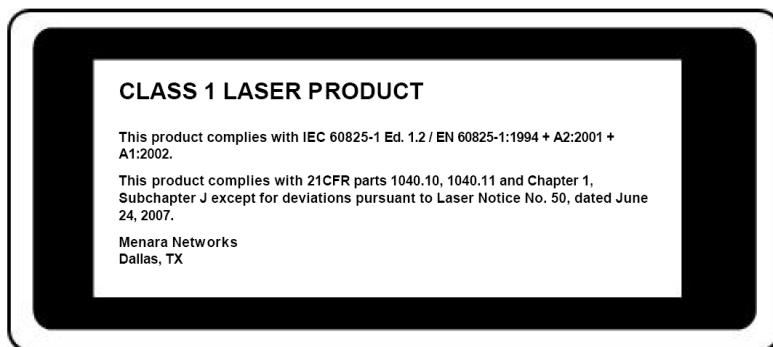 CLASS 1 LASER PRODUCT
This product complies with IEC 60825-1 Ed. 1.2 / EN 60825-1:1994 + A2:2001 +
A1:2002.
This product complies with 21CFR parts 1040.10, 1040.11 and Chapter 1,
Subchapter J except for deviations pursuant to Laser Notice No. 50, dated June
24, 2007.
Menara Networks
Dallas, TX